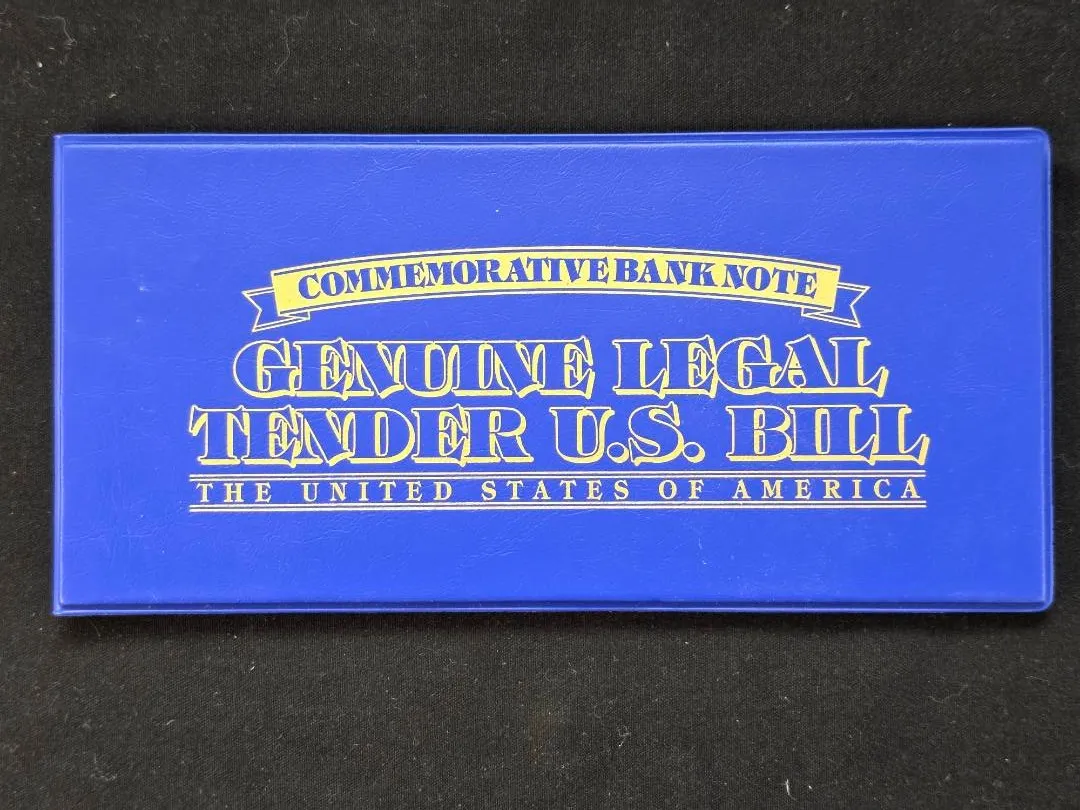 COMMEMORATIVE BANK NOTE
GENUINE LEGAL
TENDER U.S. BILL
THE UNITED STATES OF AMERICA